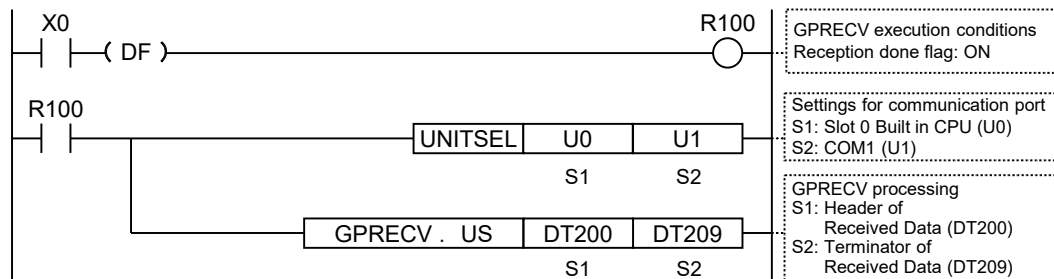 X0
( DF )
R100
GPRECV execution conditions
Reception done flag: ON
R100
UNITSEL U0 U1
S1 S2
Settings for communication port
S1: Slot 0 Built in CPU (U0)
S2: COM1 (U1)
GPRECV . US DT200 DT209
S1 S2
GPRECV processing
S1: Header of
Received Data (DT200)
S2: Terminator of
Received Data (DT209)